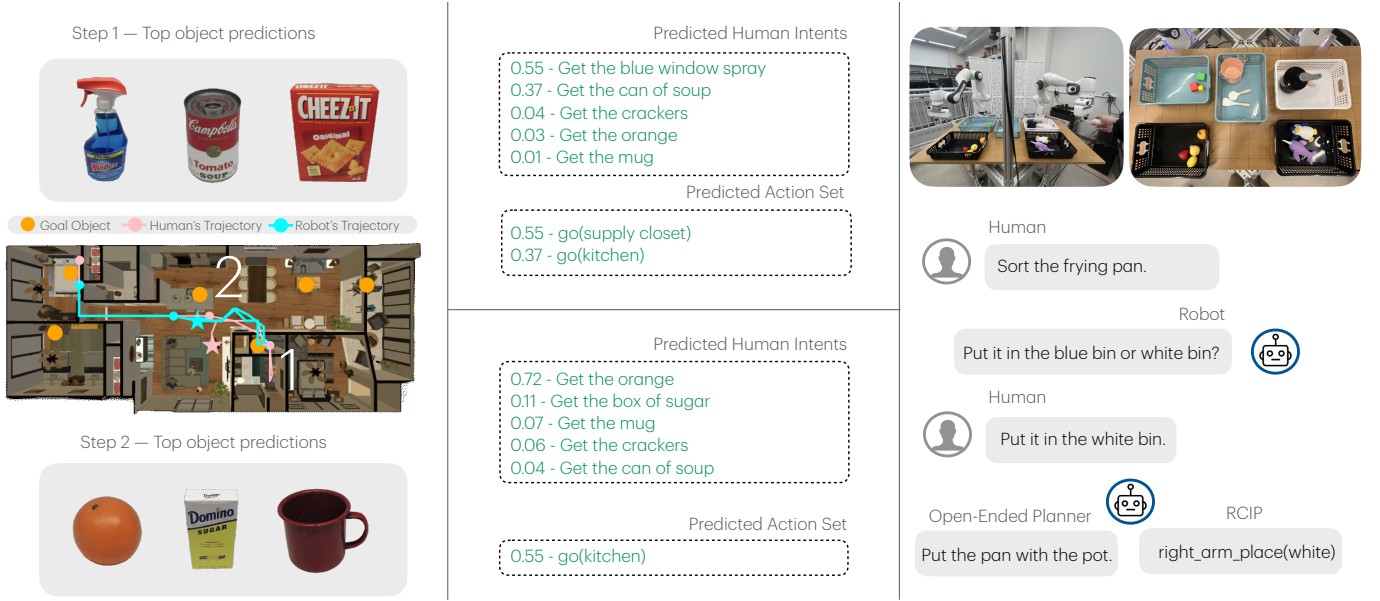 Step 1 — Top object predictions
Windex
Campbell's
CONDENSED
Tomato
SOUP
CHEEZ-IT
ORIGINAL
Goal Object
Human's Trajectory
Robot's Trajectory
2
1
Step 2 — Top object predictions
Domino
SUGAR
Predicted Human Intents
0.55 - Get the blue window spray
0.37 - Get the can of soup
0.04 - Get the crackers
0.03 - Get the orange
0.01 - Get the mug
Predicted Action Set
0.55 - go(supply closet)
0.37 - go(kitchen)
Predicted Human Intents
0.72 - Get the orange
0.11 - Get the box of sugar
0.07 - Get the mug
0.06 - Get the crackers
0.04 - Get the can of soup
Predicted Action Set
0.55 - go(kitchen)
Human
Sort the frying pan.
Robot
Put it in the blue bin or white bin?
Human
Put it in the white bin.
Open-Ended Planner
Put the pan with the pot.
RCIP
right_arm_place(white)